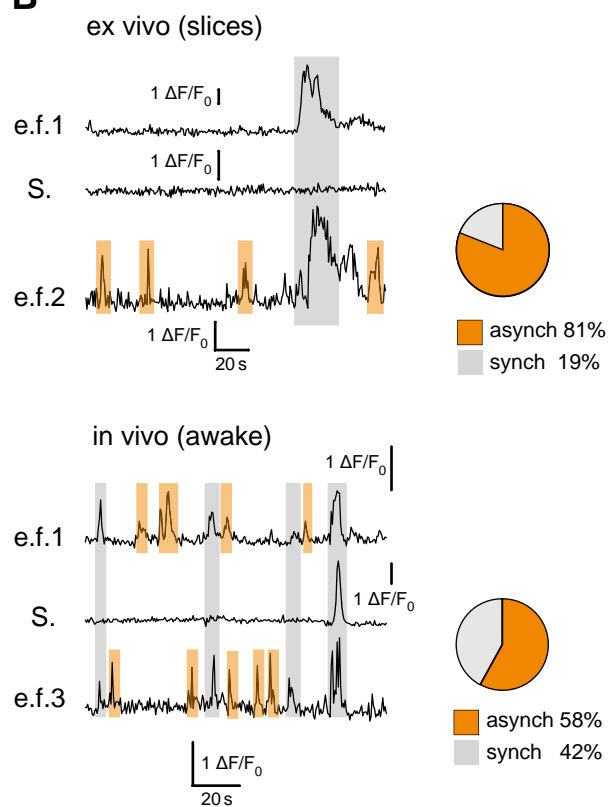 B
ex vivo (slices)
1 ΔF/F0
e.f.1
1 ΔF/F0
S.
e.f.2
1 ΔF/F0
20 s
asynch 81%
synch 19%
in vivo (awake)
1 ΔF/F0
e.f.1
1 ΔF/F0
S.
e.f.3
1 ΔF/F0
20 s
asynch 58%
synch 42%